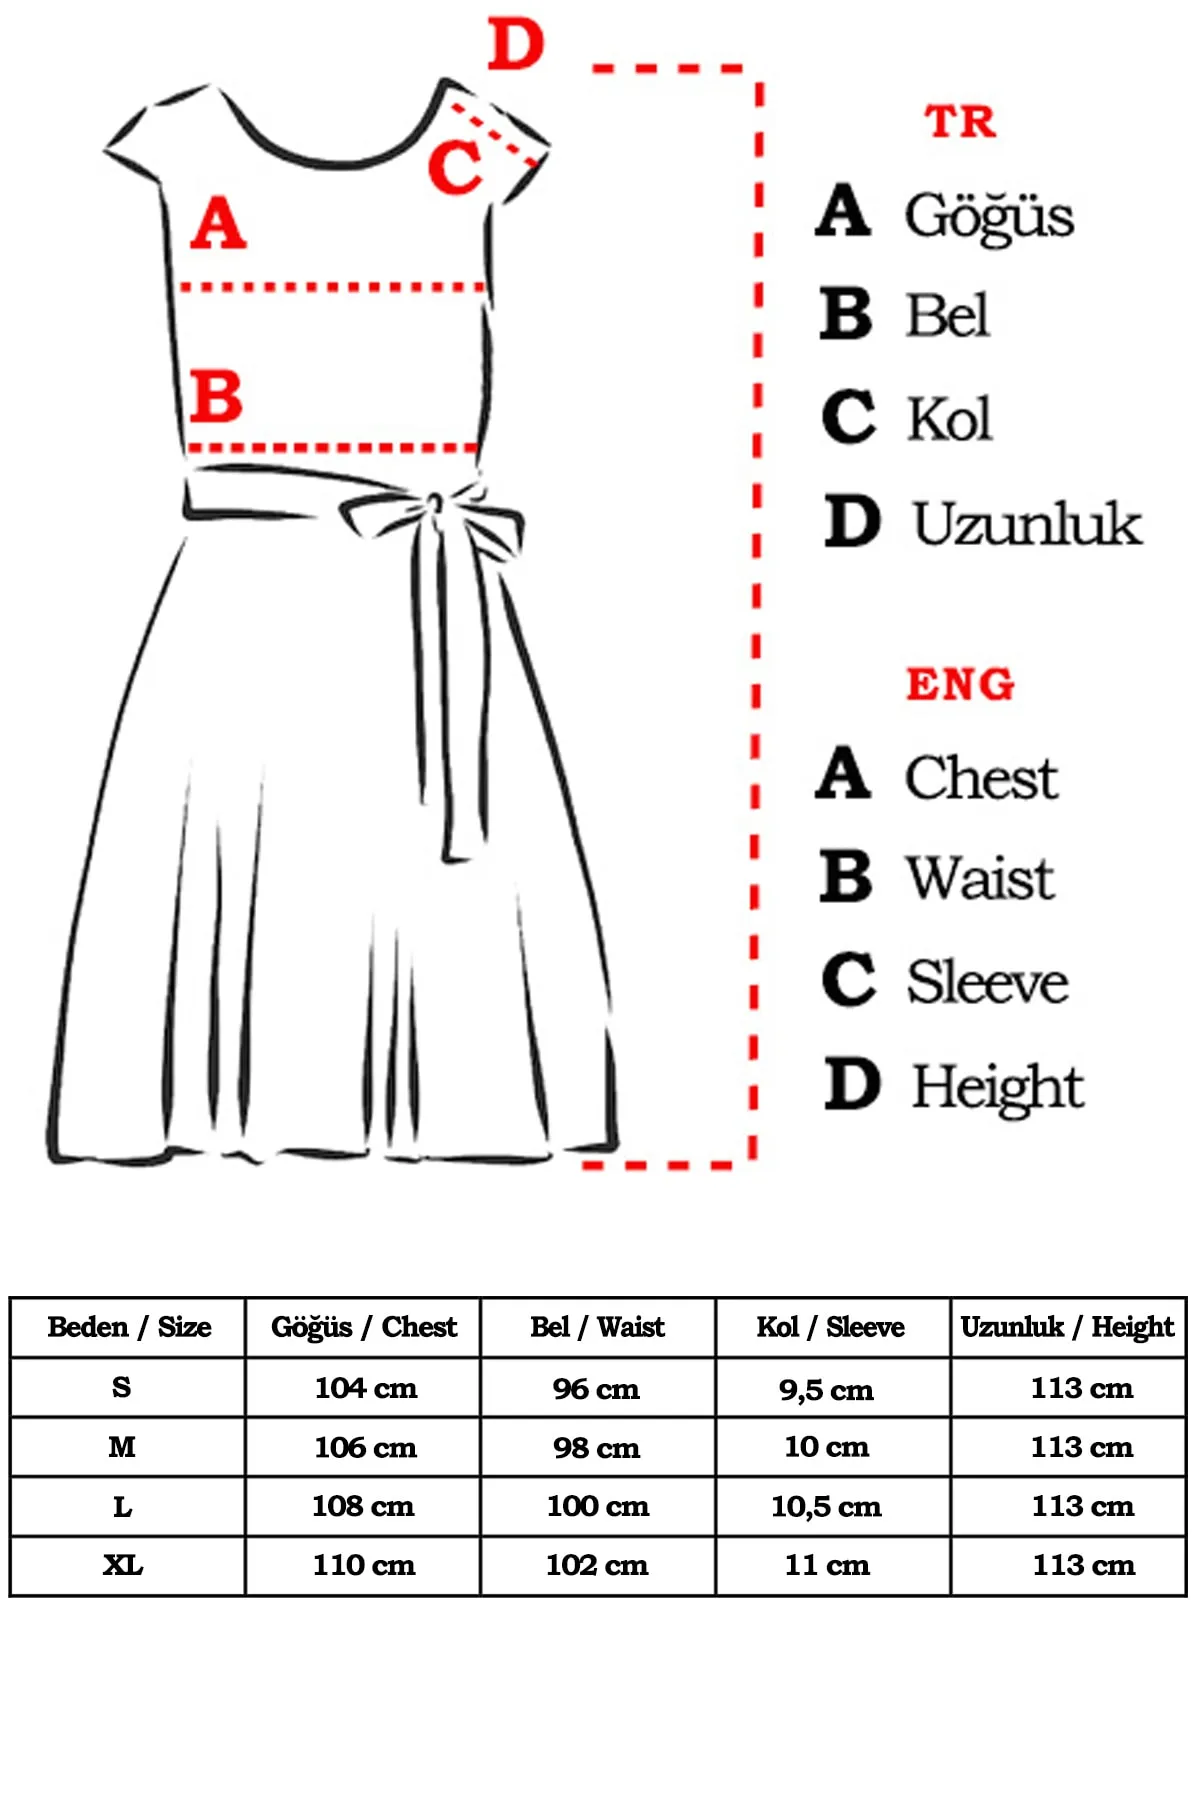 D
C
A
B
TR
A Göğüs
B Bel
C Kol
D Uzunluk
ENG
A Chest
B Waist
C Sleeve
D Height
Beden / Size Göğüs / Chest Bel / Waist Kol / Sleeve Uzunluk / Height
S 104 cm 96 cm 9,5 cm 113 cm
M 106 cm 98 cm 10 cm 113 cm
L 108 cm 100 cm 10,5 cm 113 cm
XL 110 cm 102 cm 11 cm 113 cm